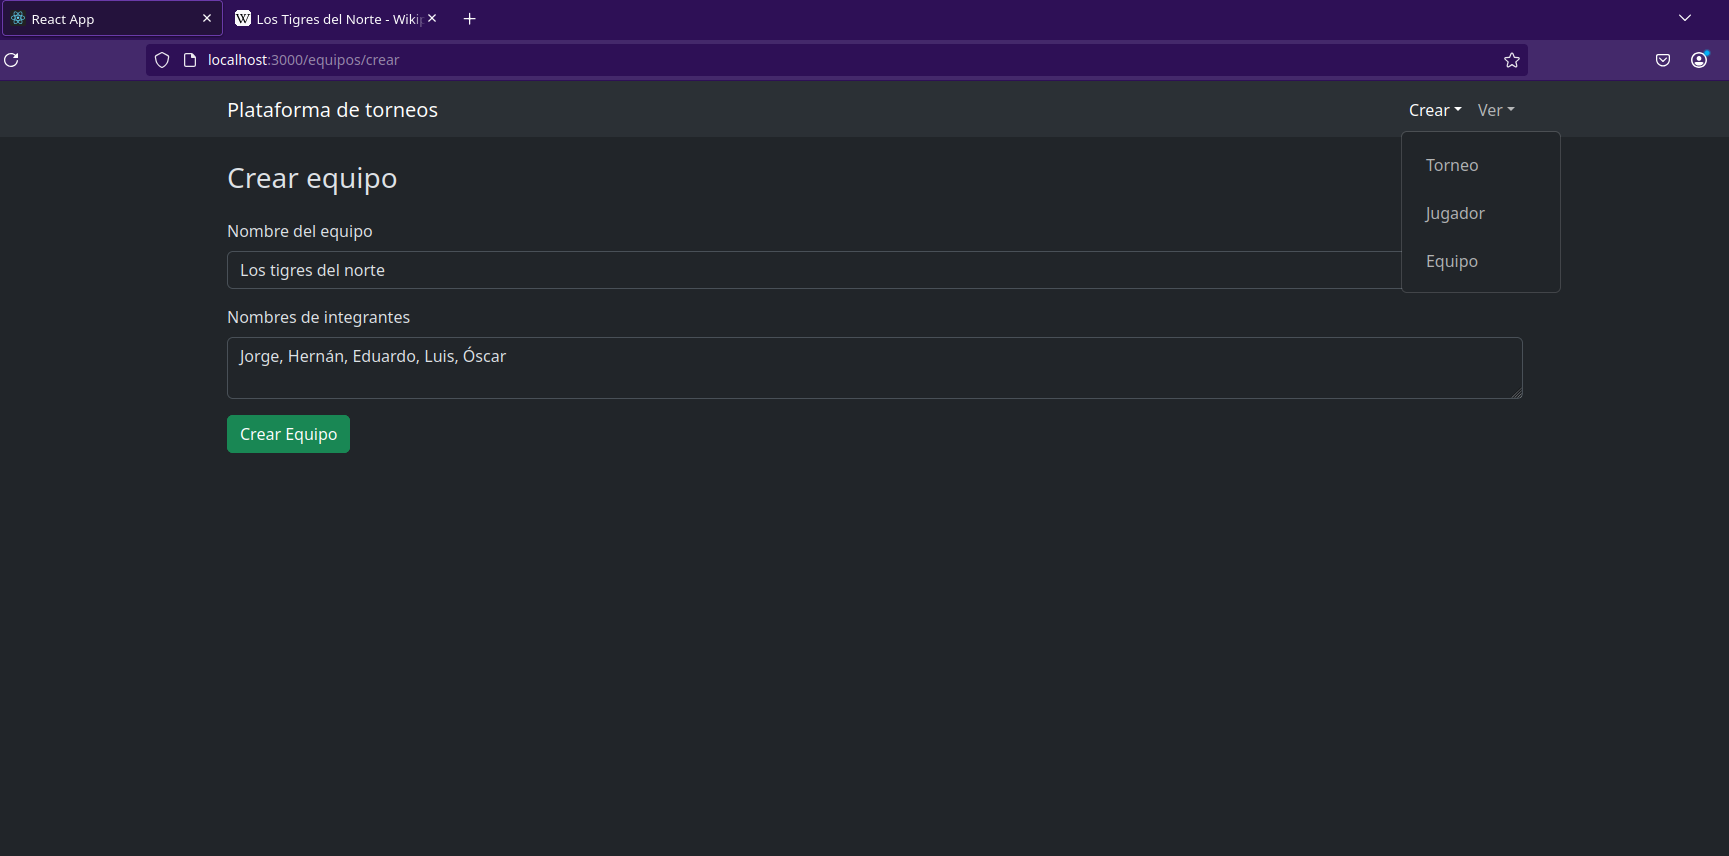 React App
Los Tigres del Norte - Wiki
localhost:3000/equipos/crear
Plataforma de torneos
Crear
Ver
Torneo
Jugador
Equipo
Crear equipo
Nombre del equipo
Los tigres del norte
Nombres de integrantes
Jorge, Hernán, Eduardo, Luis, Óscar
Crear Equipo